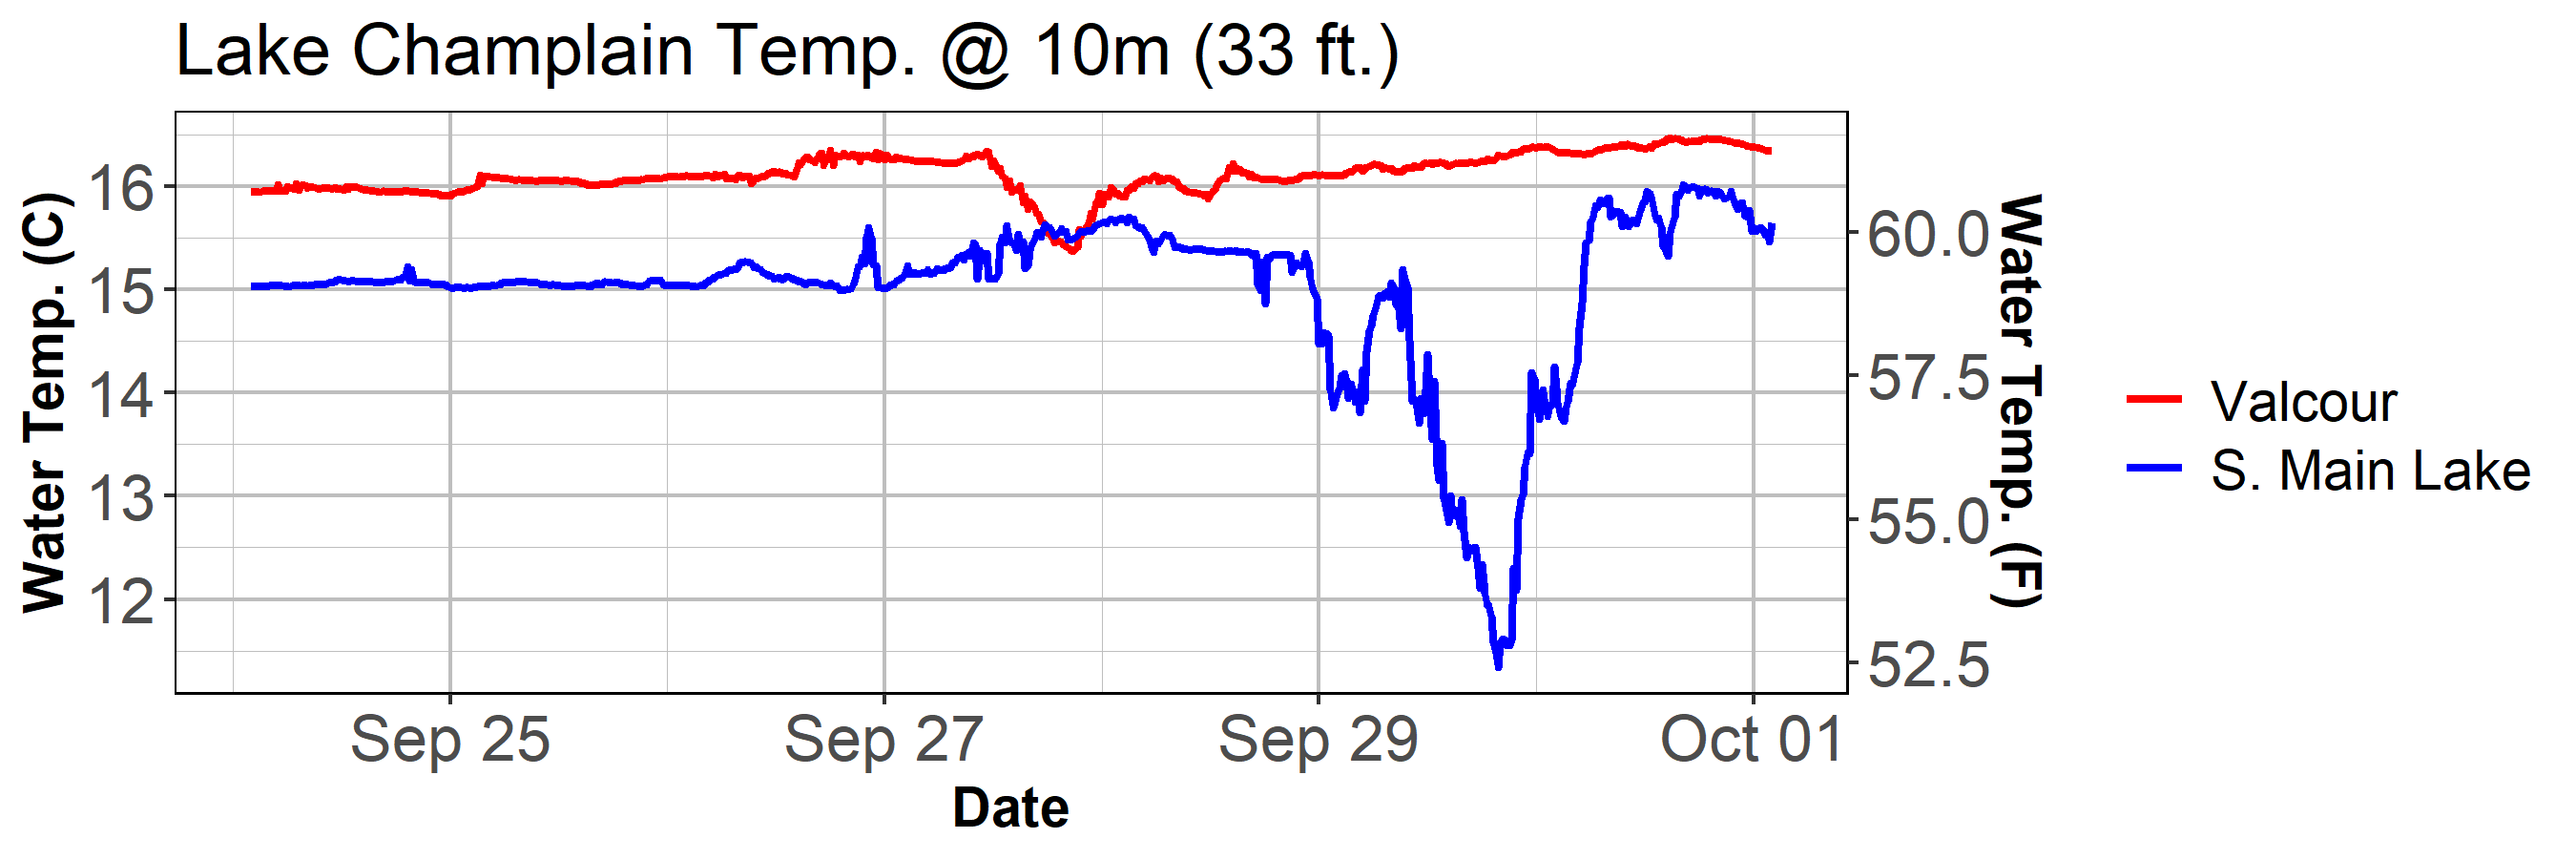 Lake Champlain Temp. @ 10m (33 ft.)
Water Temp. (C)
16
15
14
13
12
60.0
57.5
55.0
52.5
Water Temp. (F)
Sep 25
Sep 27
Sep 29
Oct 01
Date
Valcour
S. Main Lake